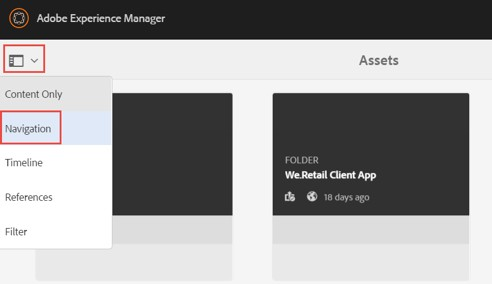 Adobe Experience Manager
Assets
Content Only
Navigation
Timeline
References
Filter
FOLDER
We.Retail Client App
18 days ago